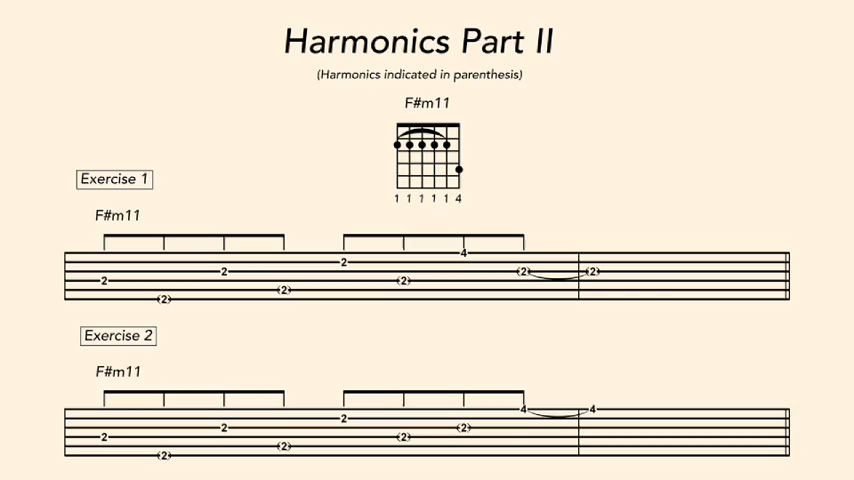 Harmonics Part II
(Harmonics indicated in parenthesis)
F#m11
1 1 1 1 1 4
Exercise 1
F#m11
2 (2) 2 (2) 2 (2) 4 (2) (2)
Exercise 2
F#m11
2 (2) 2 (2) 2 (2) (2) 4 4